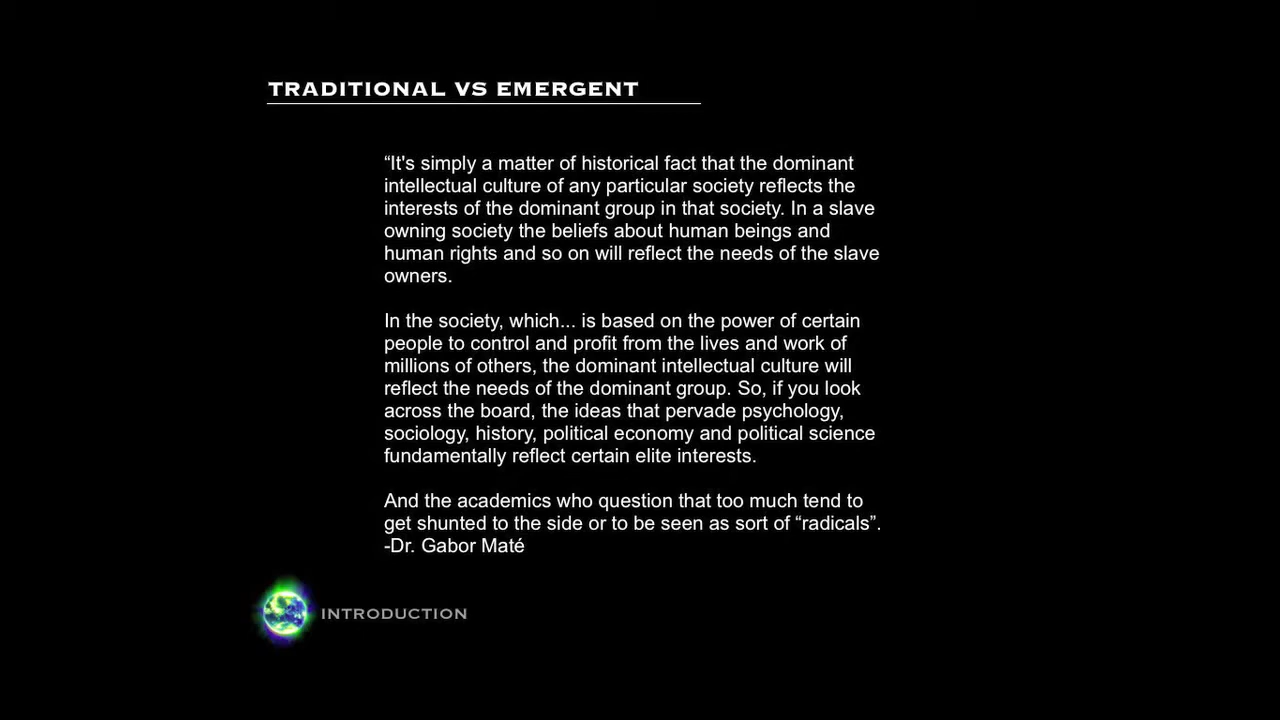 TRADITIONAL VS EMERGENT
“It's simply a matter of historical fact that the dominant
intellectual culture of any particular society reflects the
interests of the dominant group in that society. In a slave
owning society the beliefs about human beings and
human rights and so on will reflect the needs of the slave
owners.
In the society, which... is based on the power of certain
people to control and profit from the lives and work of
millions of others, the dominant intellectual culture will
reflect the needs of the dominant group. So, if you look
across the board, the ideas that pervade psychology,
sociology, history, political economy and political science
fundamentally reflect certain elite interests.
And the academics who question that too much tend to
get shunted to the side or to be seen as sort of “radicals”.
-Dr. Gabor Maté
INTRODUCTION